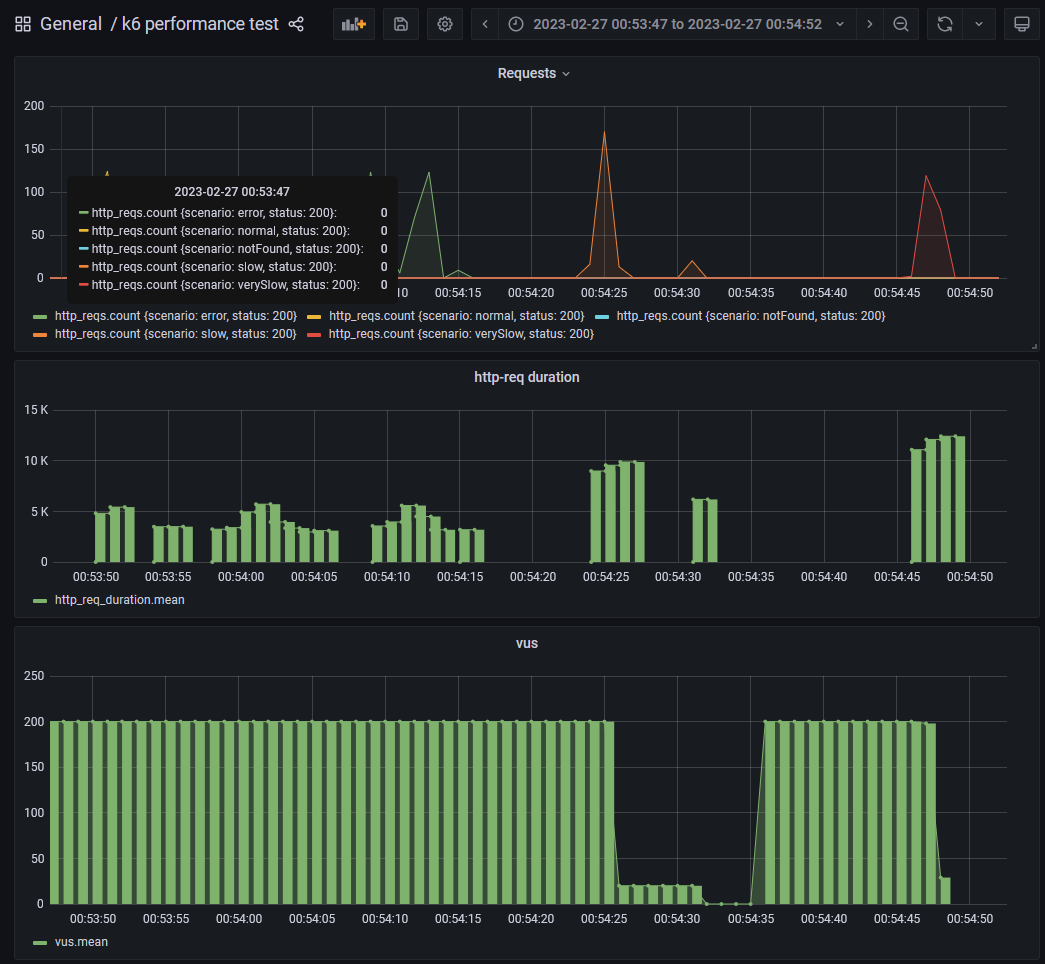 General / k6 performance test 2023-02-27 00:53:47 to 2023-02-27 00:54:52
Requests
200
150
100
50
0
2023-02-27 00:53:47
http_reqs.count {scenario: error, status: 200}: 0
http_reqs.count {scenario: normal, status: 200}: 0
http_reqs.count {scenario: notFound, status: 200}: 0
http_reqs.count {scenario: slow, status: 200}: 0
http_reqs.count {scenario: verySlow, status: 200}: 0
10 00:54:15 00:54:20 00:54:25 00:54:30 00:54:35 00:54:40 00:54:45 00:54:50
http_reqs.count {scenario: error, status: 200} http_reqs.count {scenario: normal, status: 200} http_reqs.count {scenario: notFound, status: 200}
http_reqs.count {scenario: slow, status: 200} http_reqs.count {scenario: verySlow, status: 200}
http-req duration
15 K
10 K
5 K
0
00:53:50 00:53:55 00:54:00 00:54:05 00:54:10 00:54:15 00:54:20 00:54:25 00:54:30 00:54:35 00:54:40 00:54:45 00:54:50
http_req_duration.mean
vus
250
200
150
100
50
0
00:53:50 00:53:55 00:54:00 00:54:05 00:54:10 00:54:15 00:54:20 00:54:25 00:54:30 00:54:35 00:54:40 00:54:45 00:54:50
vus.mean